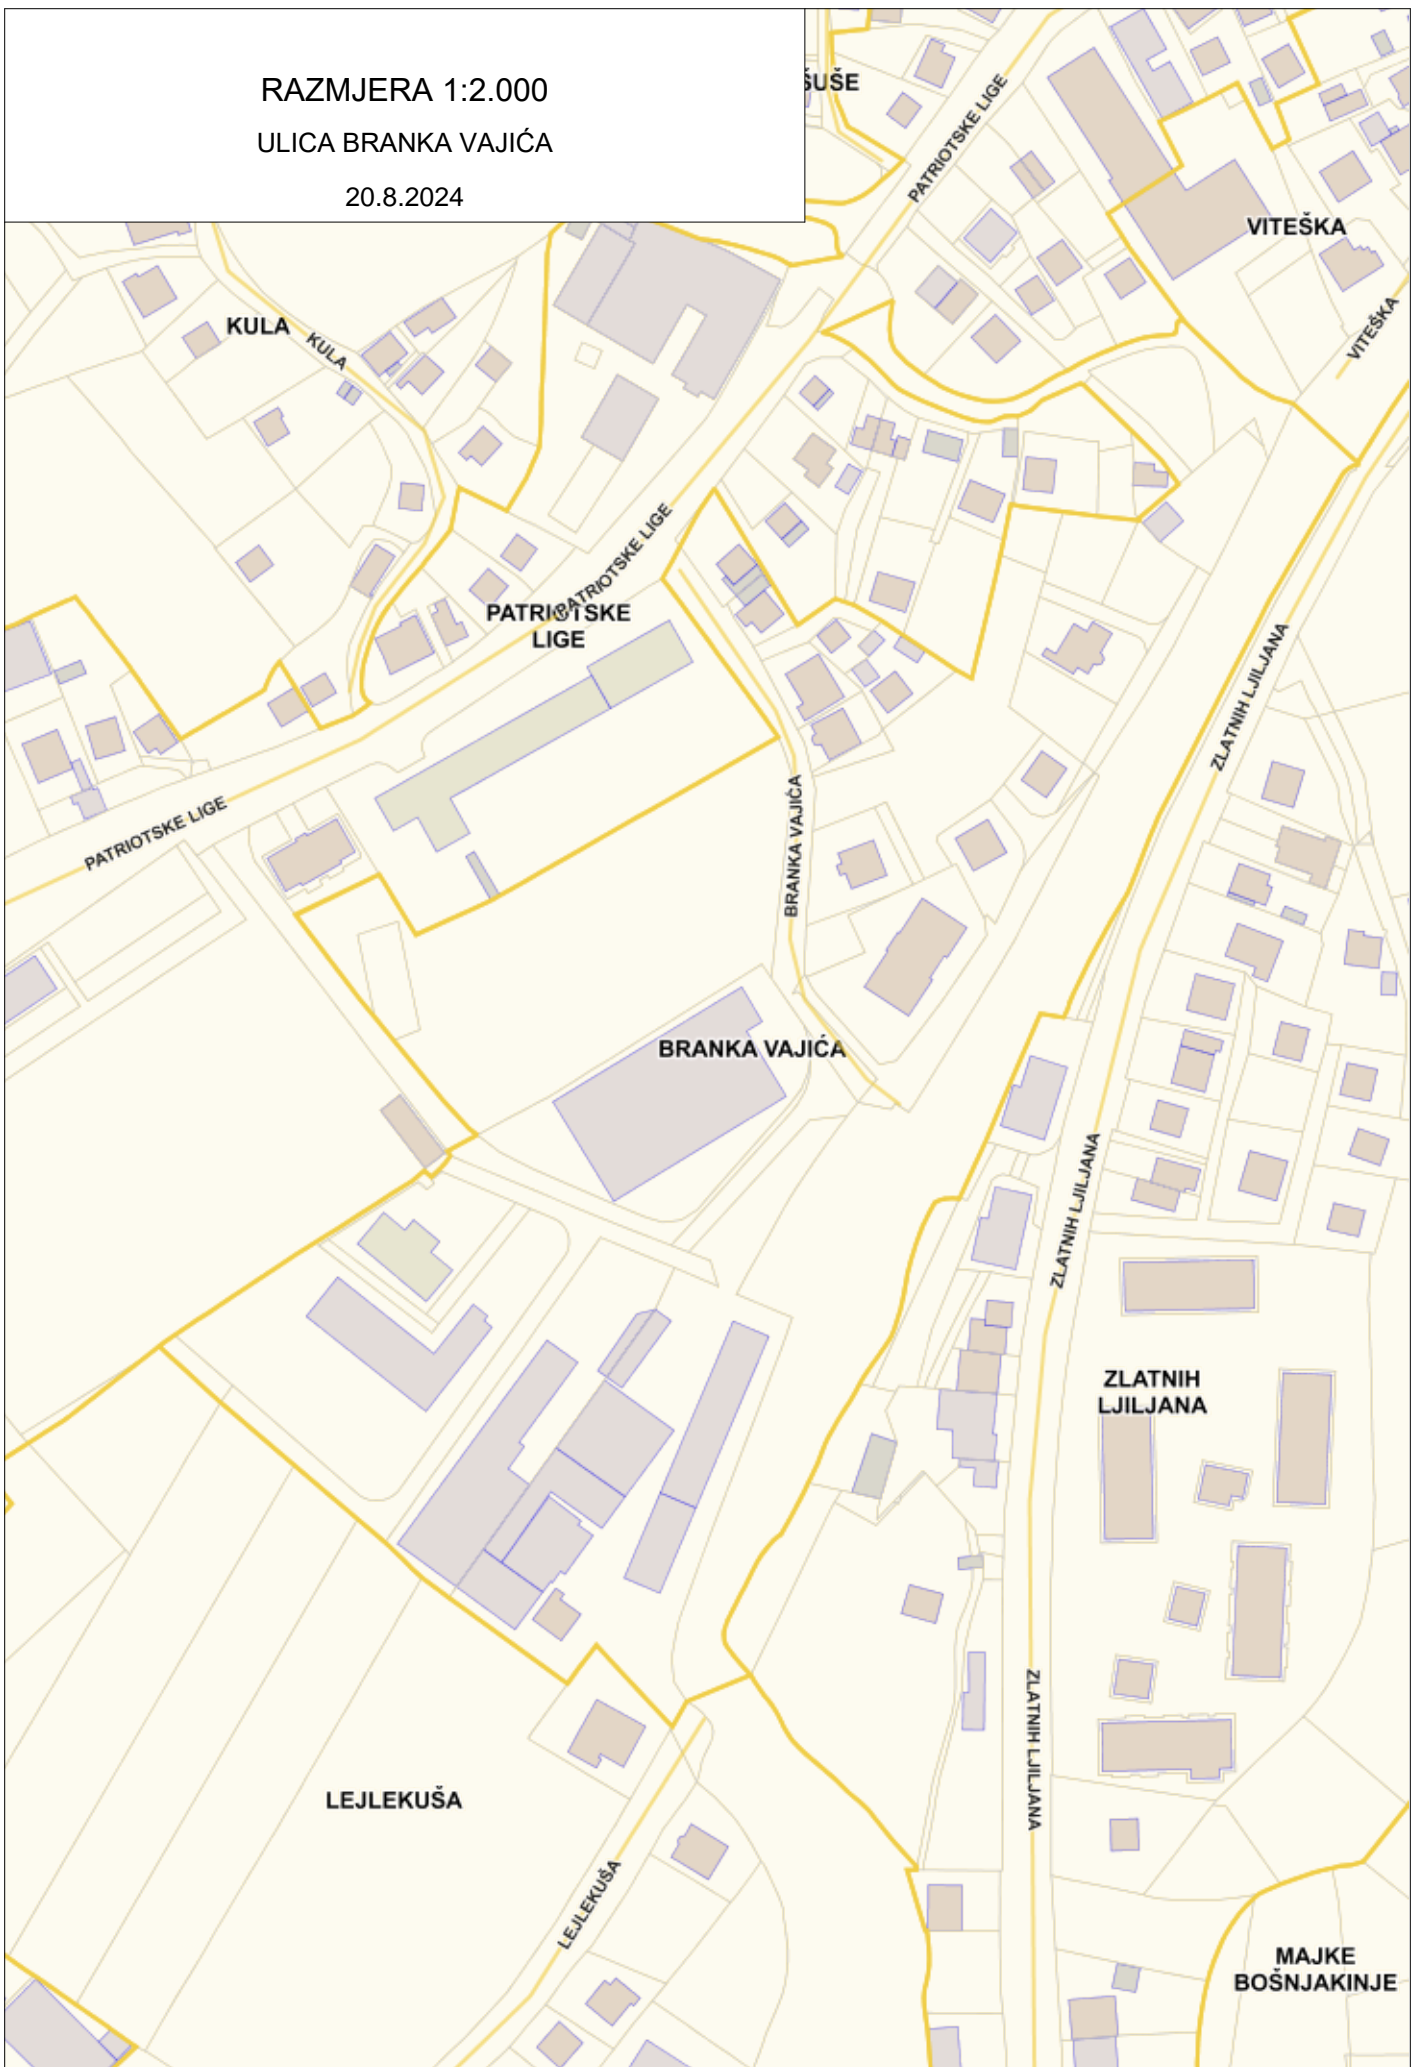 RAZMJERA 1:2.000
ULICA BRANKA VAJIĆA
20.8.2024
ŠUŠE
PATRIOTSKE LIGE
VITEŠKA
VITEŠKA
KULA
KULA
PATRIOTSKE LIGE
PATRIOTSKE
LIGE
ZLATNIH LJILJANA
PATRIOTSKE LIGE
BRANKA VAJIĆA
BRANKA VAJIĆA
ZLATNIH LJILJANA
ZLATNIH
LJILJANA
ZLATNIH LJILJANA
LEJLEKUŠA
LEJLEKUŠA
MAJKE
BOŠNJAKINJE